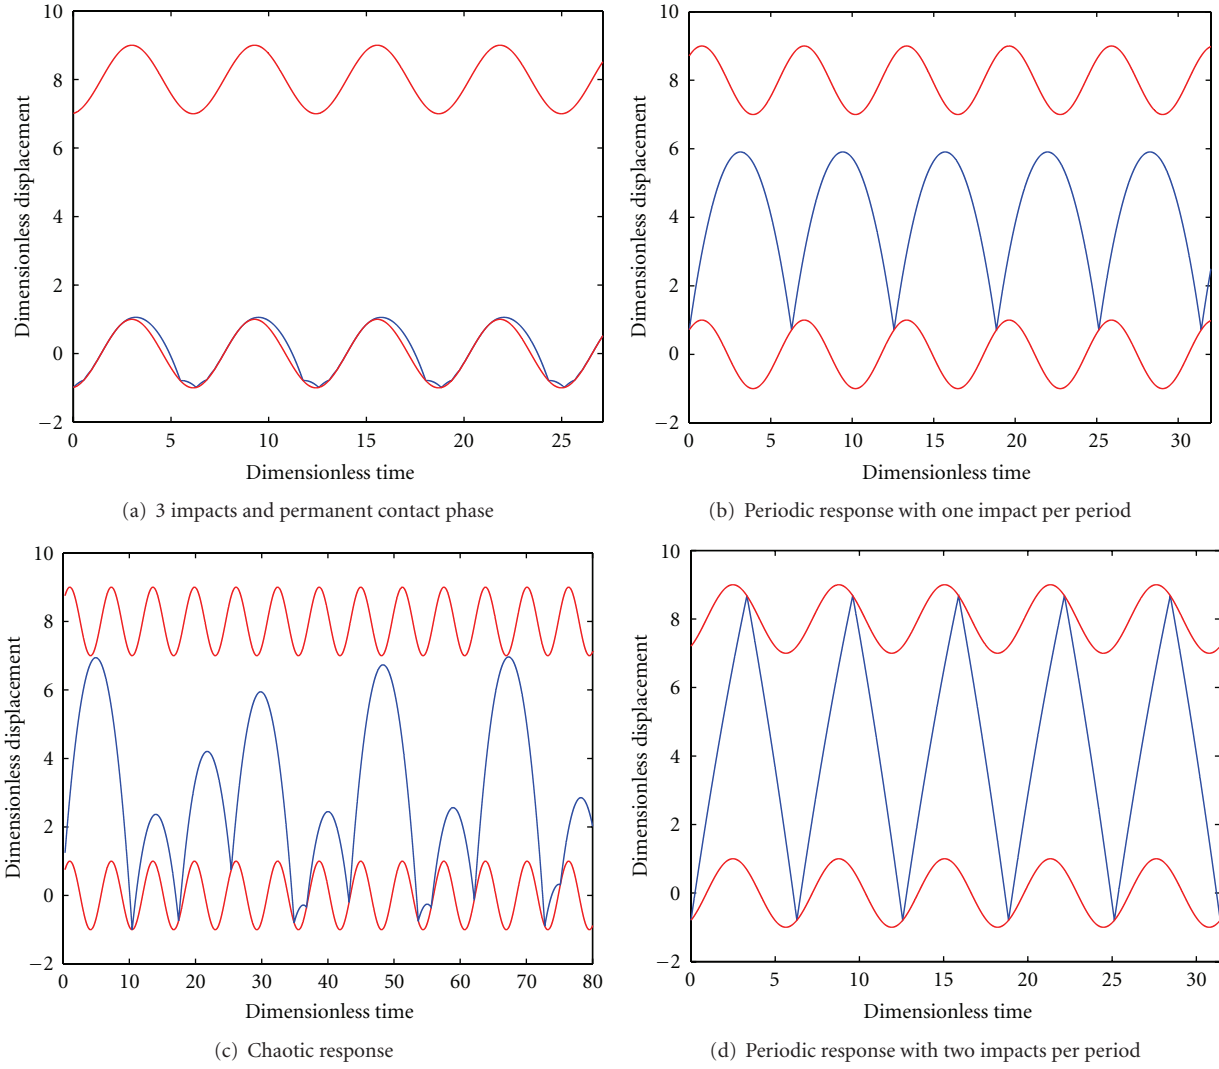 10
8
6
4
2
0
−2
Dimensionless displacement
0 5 10 15 20 25
Dimensionless time
(a) 3 impacts and permanent contact phase
10
8
6
4
2
0
−2
Dimensionless displacement
0 5 10 15 20 25 30
Dimensionless time
(b) Periodic response with one impact per period
10
8
6
4
2
0
−2
Dimensionless displacement
0 10 20 30 40 50 60 70 80
Dimensionless time
(c) Chaotic response
10
8
6
4
2
0
−2
Dimensionless displacement
0 5 10 15 20 25 30
Dimensionless time
(d) Periodic response with two impacts per period